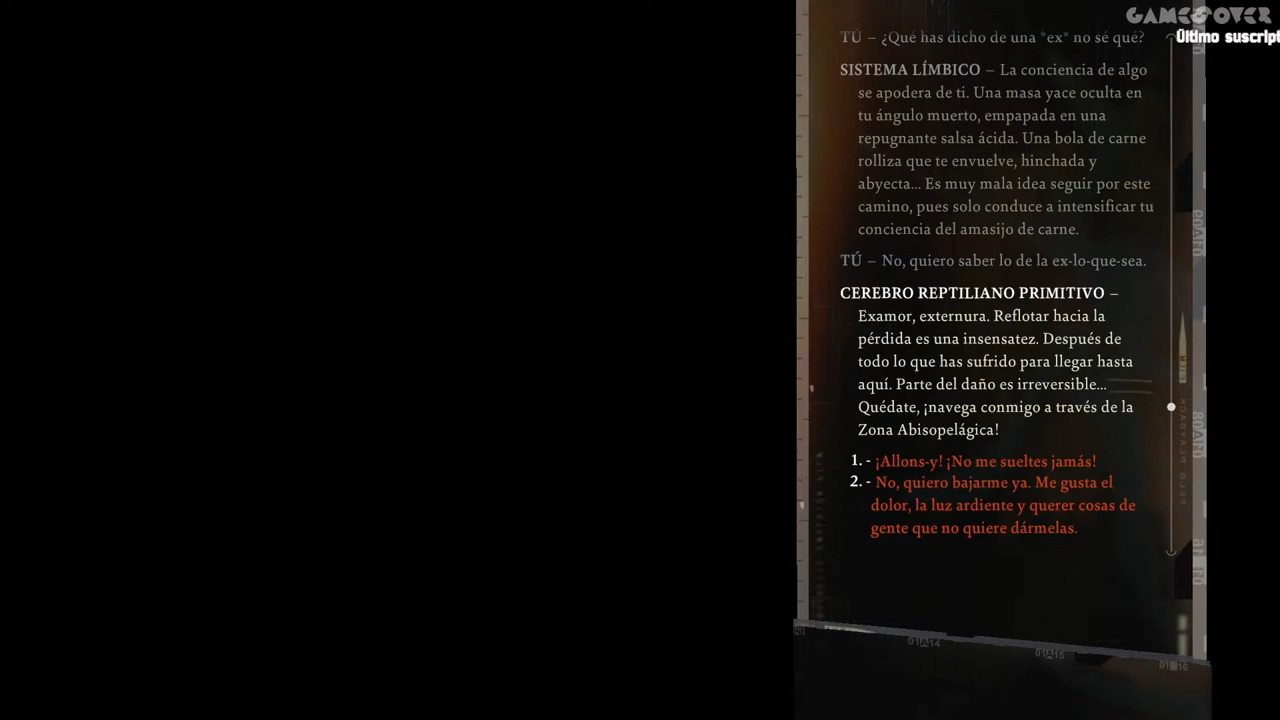 GAMESOVER
Último suscript
TÚ – ¿Qué has dicho de una *ex* no sé qué?
SISTEMA LÍMBICO – La conciencia de algo
se apodera de ti. Una masa yace oculta en
tu ángulo muerto, empapada en una
repugnante salsa ácida. Una bola de carne
rolliza que te envuelve, hinchada y
abyecta... Es muy mala idea seguir por este
camino, pues solo conduce a intensificar tu
conciencia del amasijo de carne.
TÚ – No, quiero saber lo de la ex-lo-que-sea.
CEREBRO REPTILIANO PRIMITIVO –
Examor, externura. Reflotar hacia la
pérdida es una insensatez. Después de
todo lo que has sufrido para llegar hasta
aquí. Parte del daño es irreversible...
Quédate, ¡navega conmigo a través de la
Zona Abisopelágica!
1. - ¡Allons-y! ¡No me sueltes jamás!
2. - No, quiero bajarme ya. Me gusta el
dolor, la luz ardiente y querer cosas de
gente que no quiere dármelas.